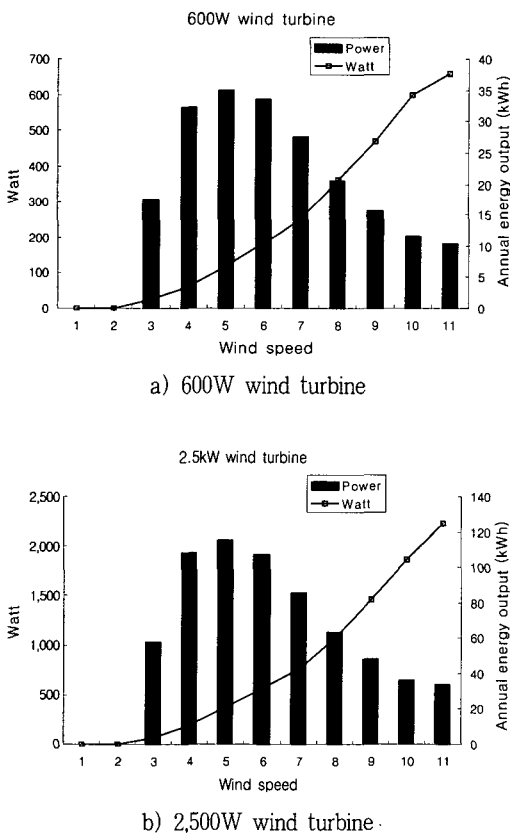 600W wind turbine
Power
Watt
700
600
500
400
300
200
100
0
Watt
40
35
30
25
20
15
10
5
0
Annual energy output (kWh)
1 2 3 4 5 6 7 8 9 10 11
Wind speed
a) 600W wind turbine
2.5kW wind turbine
Power
Watt
2,500
2,000
1,500
1,000
500
0
Watt
140
120
100
80
60
40
20
0
Annual energy output (kWh)
1 2 3 4 5 6 7 8 9 10 11
Wind speed
b) 2,500W wind turbine